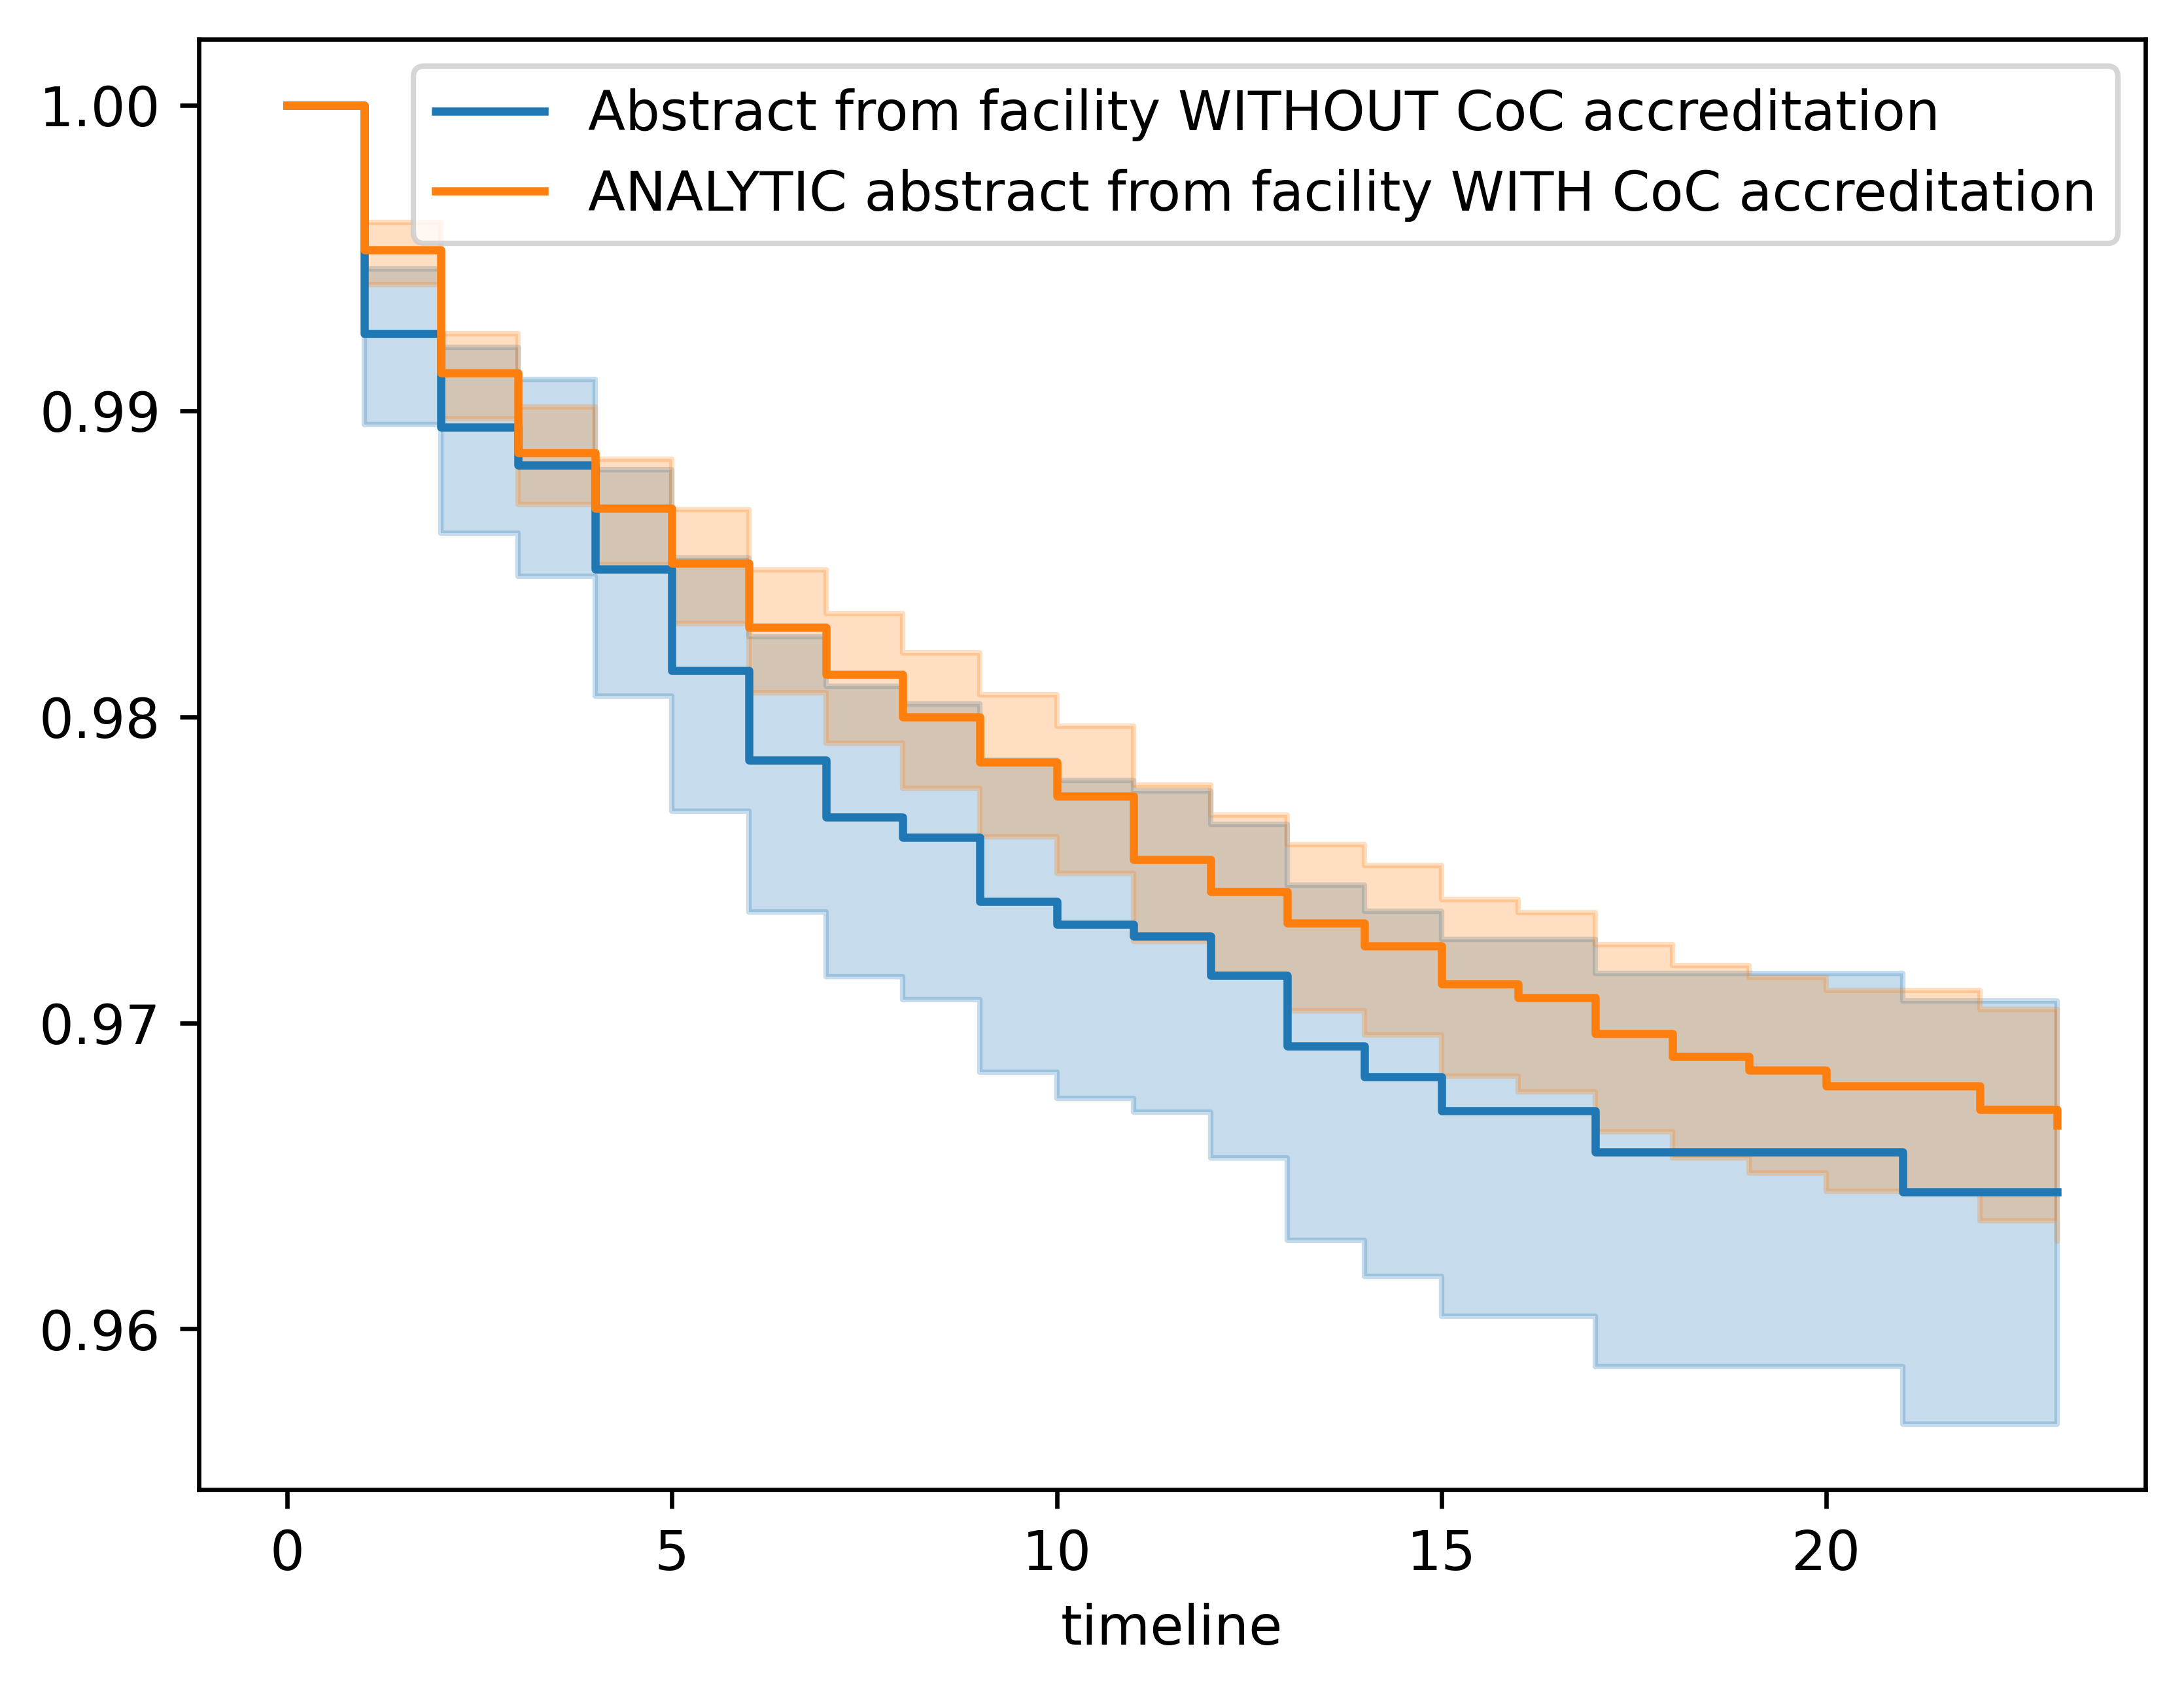 1.00
0.99
0.98
0.97
0.96
Abstract from facility WITHOUT CoC accreditation
ANALYTIC abstract from facility WITH CoC accreditation
0 5 10 15 20
timeline